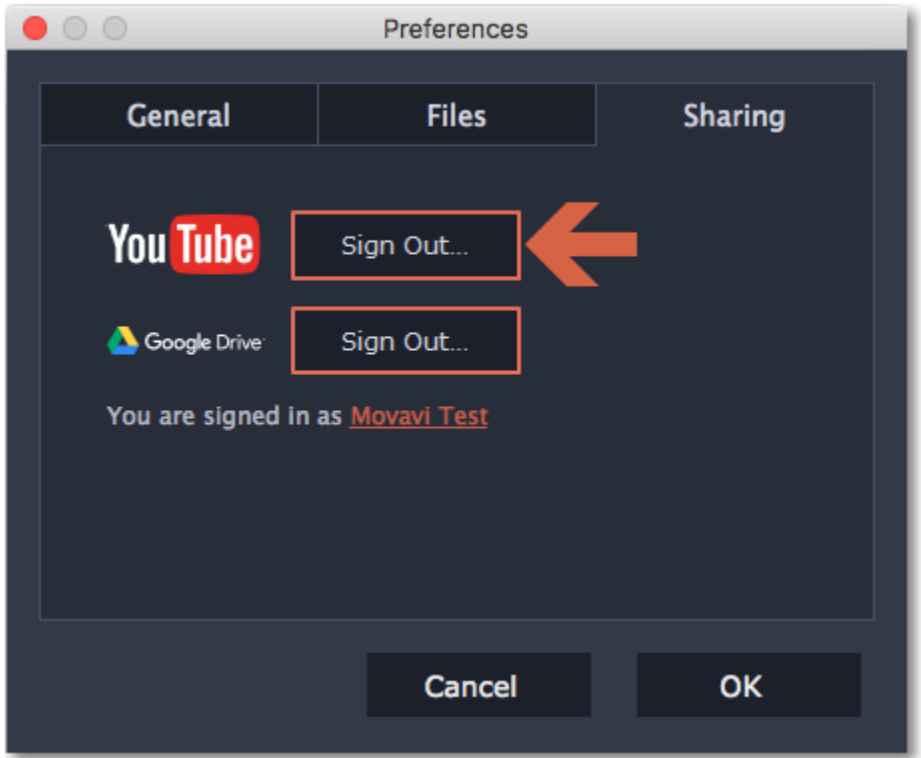 Preferences
General Files Sharing
YouTube Sign Out...
Google Drive Sign Out...
You are signed in as Movavi Test
Cancel OK